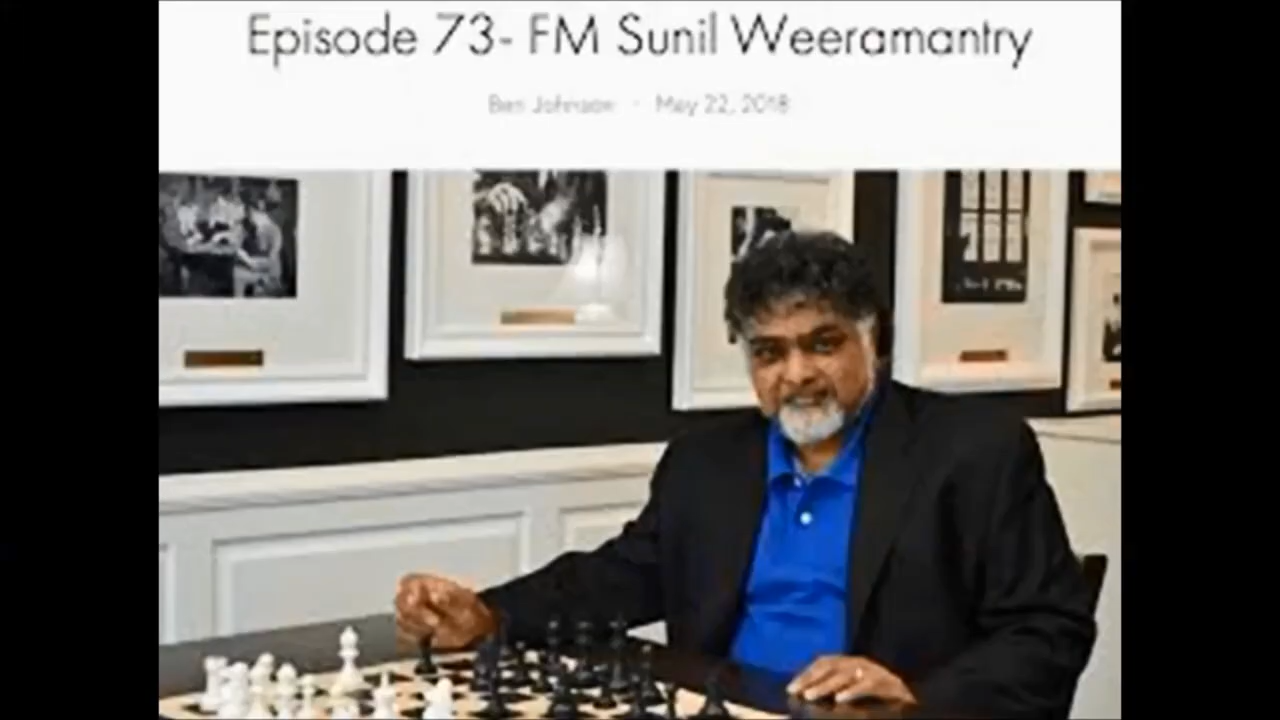 Episode 73- FM Sunil Weeramantry
Ben Johnson · May 22, 2018